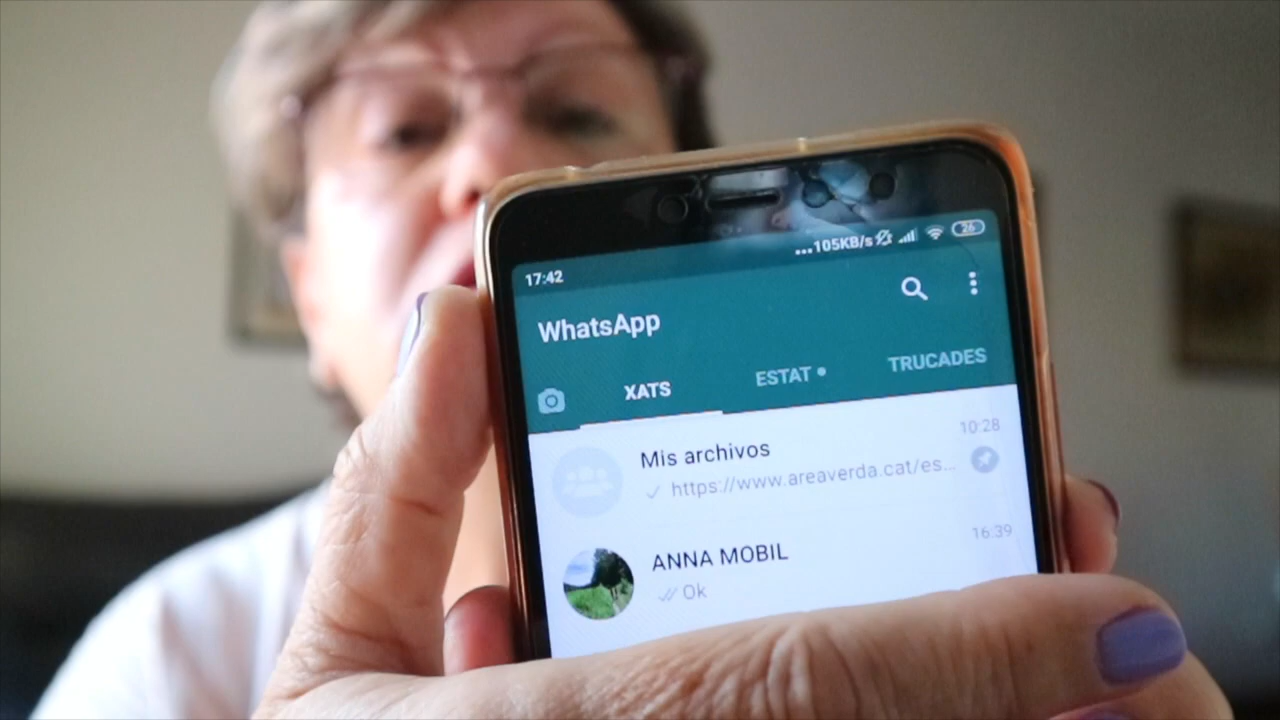 ...105KB/s 26
17:42
WhatsApp
XATS ESTAT • TRUCADES
Mis archivos 10:28
https://www.areaverda.cat/es...
ANNA MOBIL 16:39
Ok